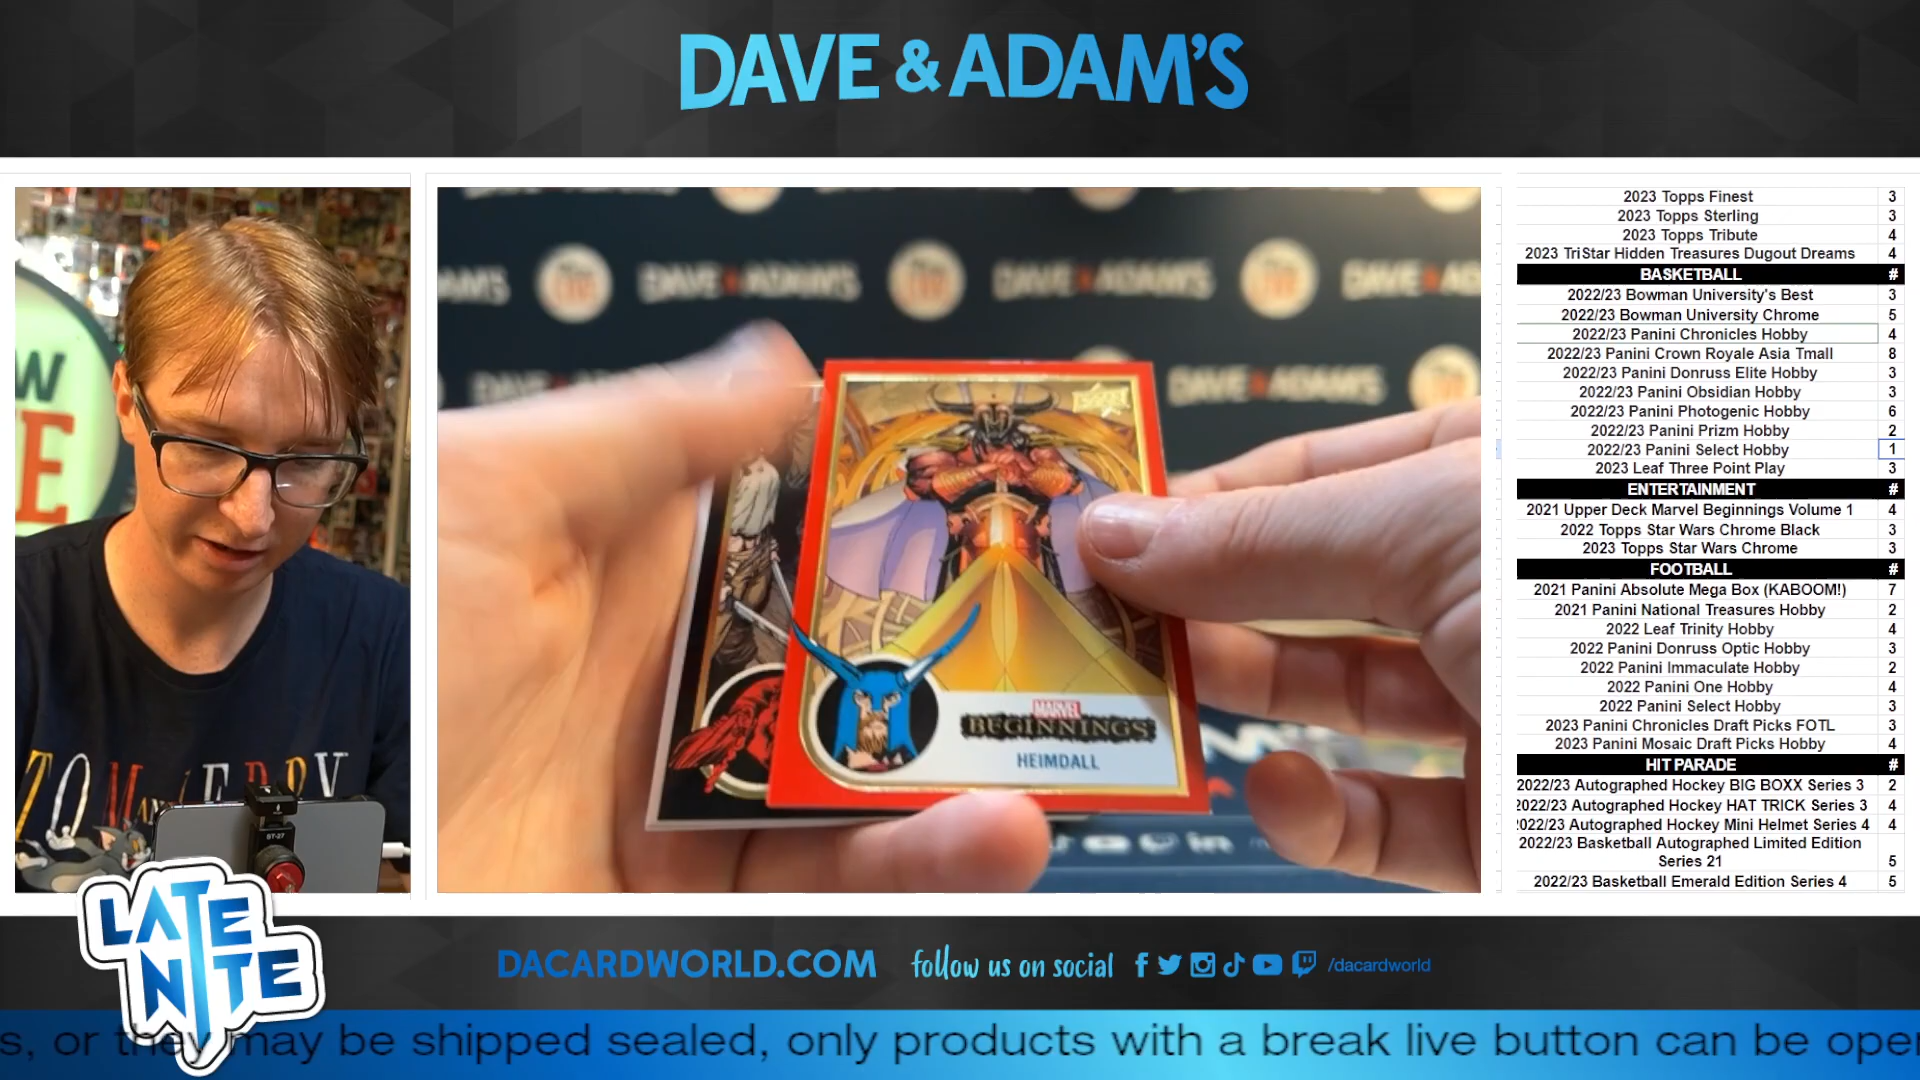 DAVE & ADAM'S
DAVE & ADAM'S
DAVE & ADAM'S
DAVE & ADAM'S
MARVEL
BEGINNINGS
HEIMDALL
ST-27
2023 Topps Finest 3
2023 Topps Sterling 3
2023 Topps Tribute 4
2023 TriStar Hidden Treasures Dugout Dreams 4
BASKETBALL #
2022/23 Bowman University's Best 3
2022/23 Bowman University Chrome 5
2022/23 Panini Chronicles Hobby 4
2022/23 Panini Crown Royale Asia Tmall 8
2022/23 Panini Donruss Elite Hobby 3
2022/23 Panini Obsidian Hobby 3
2022/23 Panini Photogenic Hobby 6
2022/23 Panini Prizm Hobby 2
2022/23 Panini Select Hobby 1
2023 Leaf Three Point Play 3
ENTERTAINMENT #
2021 Upper Deck Marvel Beginnings Volume 1 4
2022 Topps Star Wars Chrome Black 3
2023 Topps Star Wars Chrome 3
FOOTBALL #
2021 Panini Absolute Mega Box (KABOOM!) 7
2021 Panini National Treasures Hobby 2
2022 Leaf Trinity Hobby 4
2022 Panini Donruss Optic Hobby 3
2022 Panini Immaculate Hobby 2
2022 Panini One Hobby 4
2022 Panini Select Hobby 3
2023 Panini Chronicles Draft Picks FOTL 3
2023 Panini Mosaic Draft Picks Hobby 4
HIT PARADE #
2022/23 Autographed Hockey BIG BOXX Series 3 2
2022/23 Autographed Hockey HAT TRICK Series 3 4
2022/23 Autographed Hockey Mini Helmet Series 4 4
2022/23 Basketball Autographed Limited Edition
Series 21 5
2022/23 Basketball Emerald Edition Series 4 5
LATE
NITE
DACARDWORLD.COM follow us on social /dacardworld
s, or they may be shipped sealed, only products with a break live button can be oper